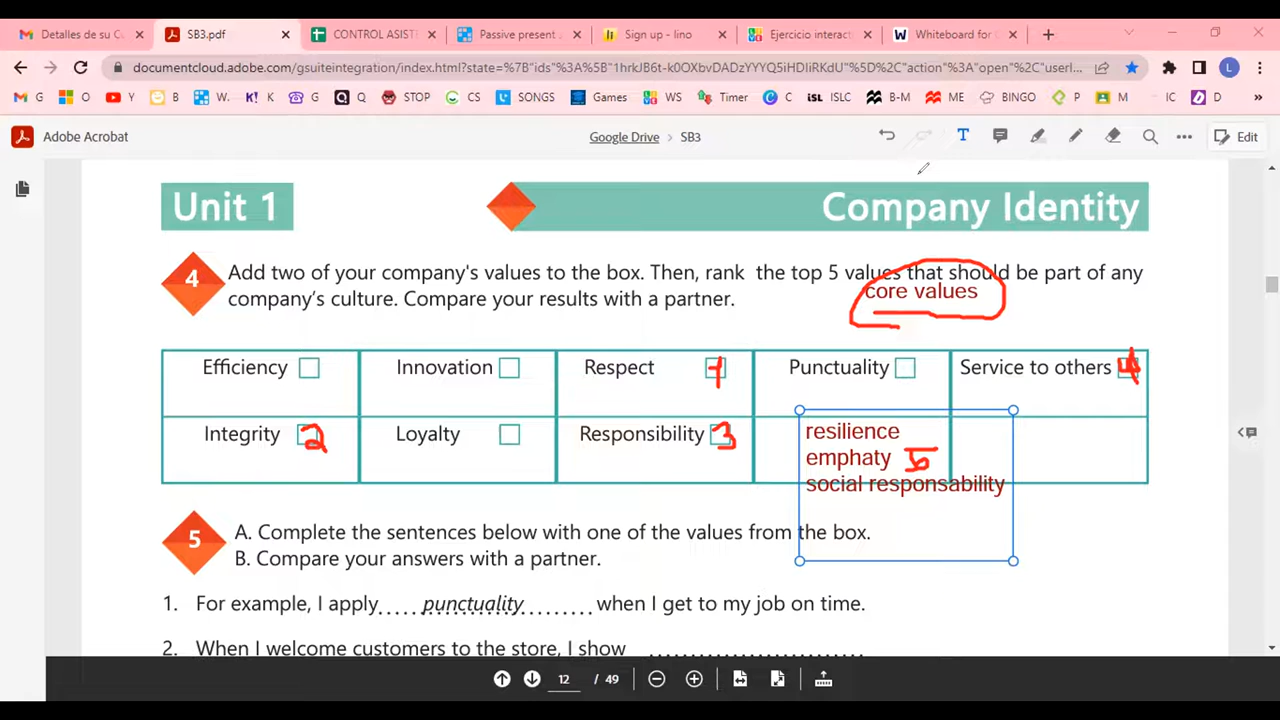 Detalles de su C
SB3.pdf
CONTROL ASIST
Passive present
Sign up - lino
Ejercicio interact
Whiteboard for
documentcloud.adobe.com/gsuiteintegration/index.html?state=%7B"ids"%3A%5B"1hrkJB6t-k0OXbvDADzYYYQ5iHDIiRKdU"%5D%2C"action"%3A"open"%2C"userI...
L
G O Y B W. K! G Q STOP CS SONGS Games WS Timer C ISLC B-M ME BINGO P M IC D »
Adobe Acrobat
Google Drive > SB3
T
Edit
Unit 1
Company Identity
4
Add two of your company's values to the box. Then, rank the top 5 values that should be part of any
company's culture. Compare your results with a partner.
core values
Efficiency Innovation Respect 1 Punctuality Service to others 4
Integrity 2 Loyalty Responsibility 3
resilience
emphaty 5
social responsability
5
A. Complete the sentences below with one of the values from the box.
B. Compare your answers with a partner.
1. For example, I apply.....punctuality..........when I get to my job on time.
2. When I welcome customers to the store, I show ........................
12 / 49